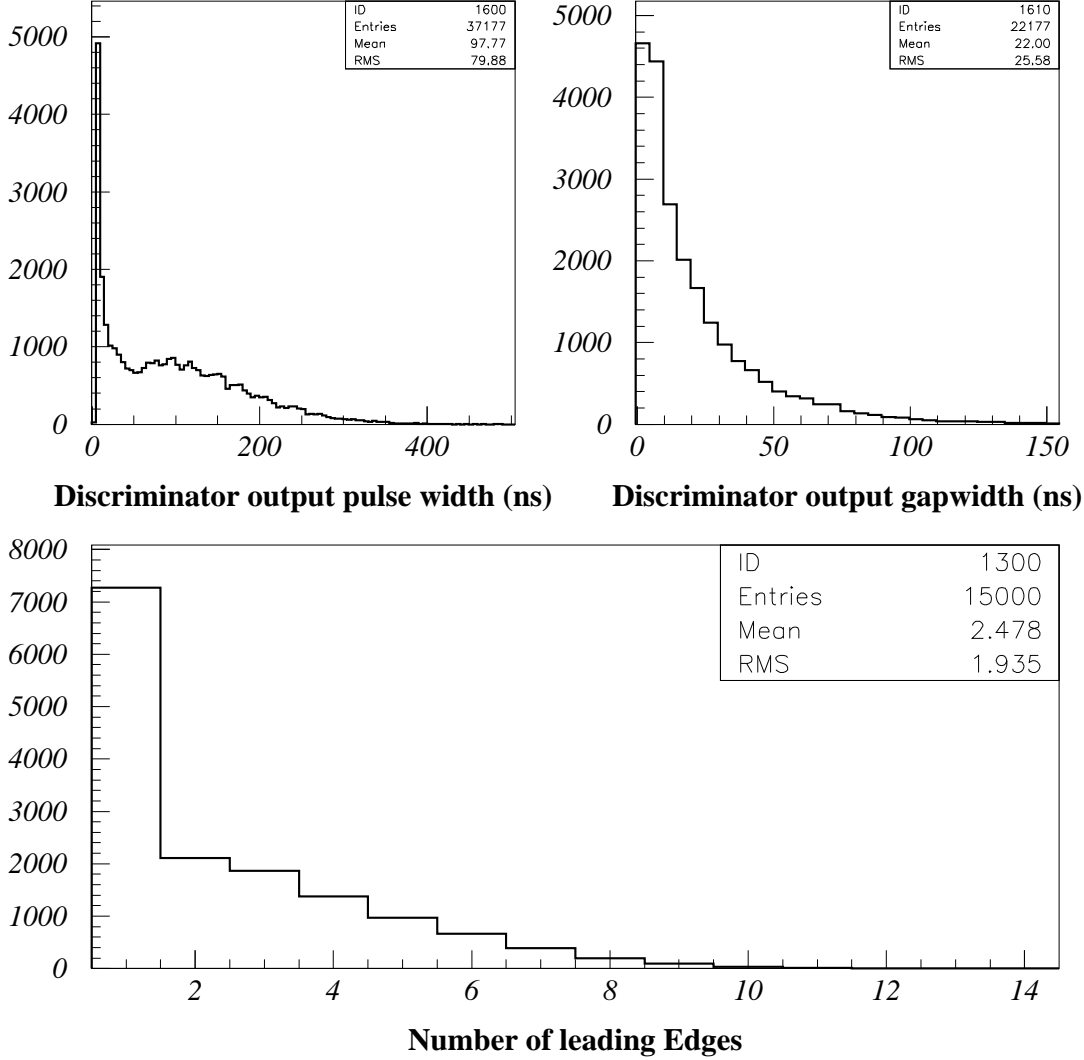 ID 1600
Entries 37177
Mean 97.77
RMS 79.88
5000
4000
3000
2000
1000
0
0 200 400
Discriminator output pulse width (ns)
ID 1610
Entries 22177
Mean 22.00
RMS 25.58
5000
4000
3000
2000
1000
0
0 50 100 150
Discriminator output gapwidth (ns)
ID 1300
Entries 15000
Mean 2.478
RMS 1.935
8000
7000
6000
5000
4000
3000
2000
1000
0
2 4 6 8 10 12 14
Number of leading Edges